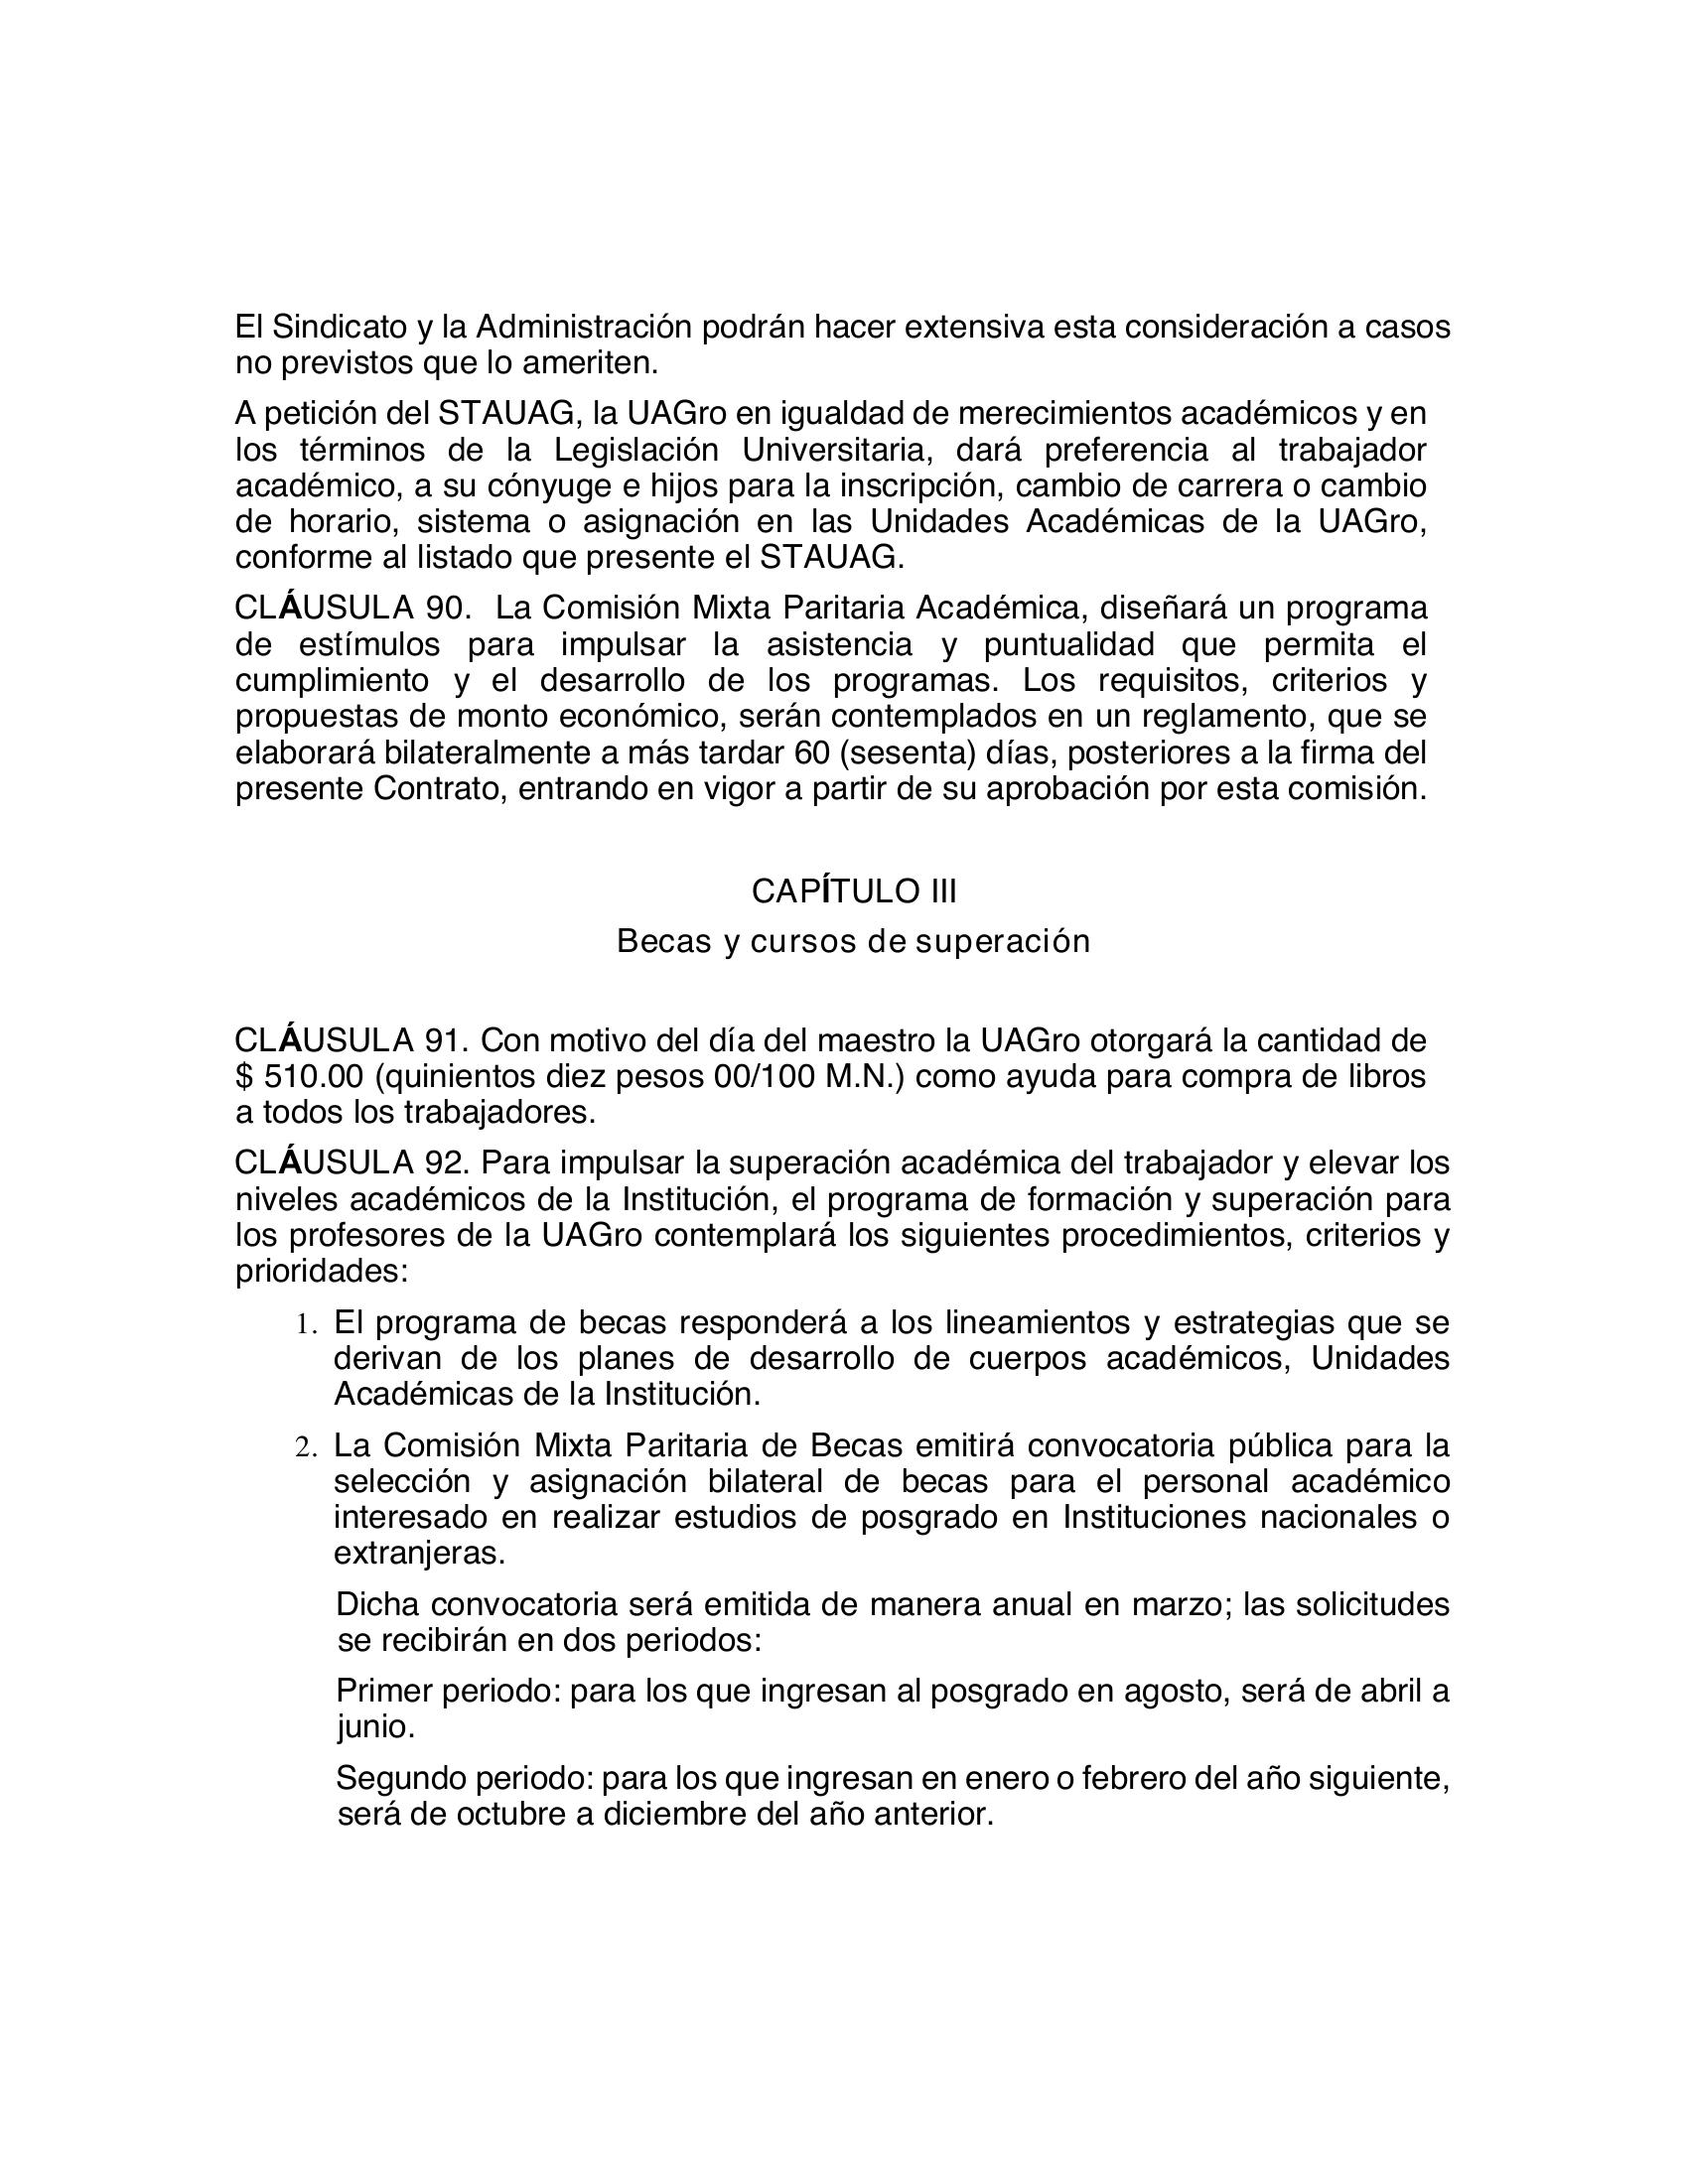 El Sindicato y la Administración podrán hacer extensiva esta consideración a casos
no previstos que lo ameriten.
A petición del STAUAG, la UAGro en igualdad de merecimientos académicos y en
los términos de la Legislación Universitaria, dará preferencia al trabajador
académico, a su cónyuge e hijos para la inscripción, cambio de carrera o cambio
de horario, sistema o asignación en las Unidades Académicas de la UAGro,
conforme al listado que presente el STAUAG.
CLÁUSULA 90. La Comisión Mixta Paritaria Académica, diseñará un programa
de estímulos para impulsar la asistencia y puntualidad que permita el
cumplimiento y el desarrollo de los programas. Los requisitos, criterios y
propuestas de monto económico, serán contemplados en un reglamento, que se
elaborará bilateralmente a más tardar 60 (sesenta) días, posteriores a la firma del
presente Contrato, entrando en vigor a partir de su aprobación por esta comisión.
CAPÍTULO III
Becas y cursos de superación
CLÁUSULA 91. Con motivo del día del maestro la UAGro otorgará la cantidad de
$ 510.00 (quinientos diez pesos 00/100 M.N.) como ayuda para compra de libros
a todos los trabajadores.
CLÁUSULA 92. Para impulsar la superación académica del trabajador y elevar los
niveles académicos de la Institución, el programa de formación y superación para
los profesores de la UAGro contemplará los siguientes procedimientos, criterios y
prioridades:
1. El programa de becas responderá a los lineamientos y estrategias que se
derivan de los planes de desarrollo de cuerpos académicos, Unidades
Académicas de la Institución.
2. La Comisión Mixta Paritaria de Becas emitirá convocatoria pública para la
selección y asignación bilateral de becas para el personal académico
interesado en realizar estudios de posgrado en Instituciones nacionales o
extranjeras.
Dicha convocatoria será emitida de manera anual en marzo; las solicitudes
se recibirán en dos periodos:
Primer periodo: para los que ingresan al posgrado en agosto, será de abril a
junio.
Segundo periodo: para los que ingresan en enero o febrero del año siguiente,
será de octubre a diciembre del año anterior.